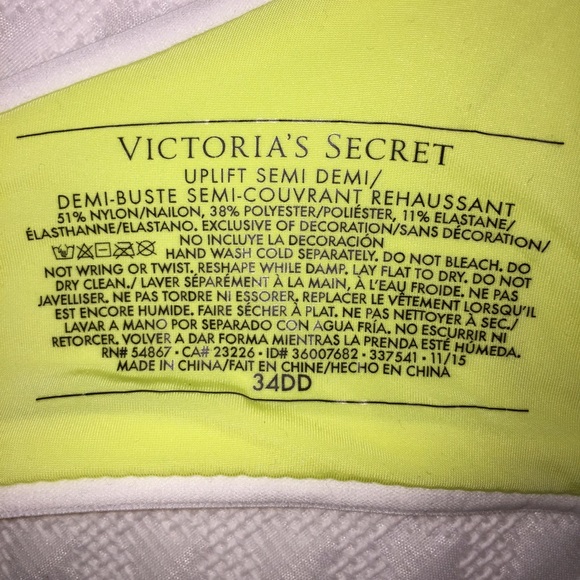 VICTORIA'S SECRET
UPLIFT SEMI DEMI/
DEMI-BUSTE SEMI-COUVRANT REHAUSSANT
51% NYLON/NAILON, 38% POLYESTER/POLIÉSTER, 11% ELASTANE/
ÉLASTHANNE/ELASTANO. EXCLUSIVE OF DECORATION/SANS DÉCORATION/
NO INCLUYE LA DECORACIÓN
HAND WASH COLD SEPARATELY. DO NOT BLEACH. DO
NOT WRING OR TWIST. RESHAPE WHILE DAMP. LAY FLAT TO DRY. DO NOT
DRY CLEAN./ LAVER SÉPARÉMENT À LA MAIN, À L'EAU FROIDE. NE PAS
JAVELLISER. NE PAS TORDRE NI ESSORER. REPLACER LE VÊTEMENT LORSQU'IL
EST ENCORE HUMIDE. FAIRE SÉCHER À PLAT. NE PAS NETTOYER À SEC./
LAVAR A MANO POR SEPARADO CON AGUA FRÍA. NO ESCURRIR NI
RETORCER. VOLVER A DAR FORMA MIENTRAS LA PRENDA ESTÉ HÚMEDA.
RN# 54867 • CA# 23226 • ID# 36007682 • 337541 • 11/15
MADE IN CHINA/FAIT EN CHINE/HECHO EN CHINA
34DD